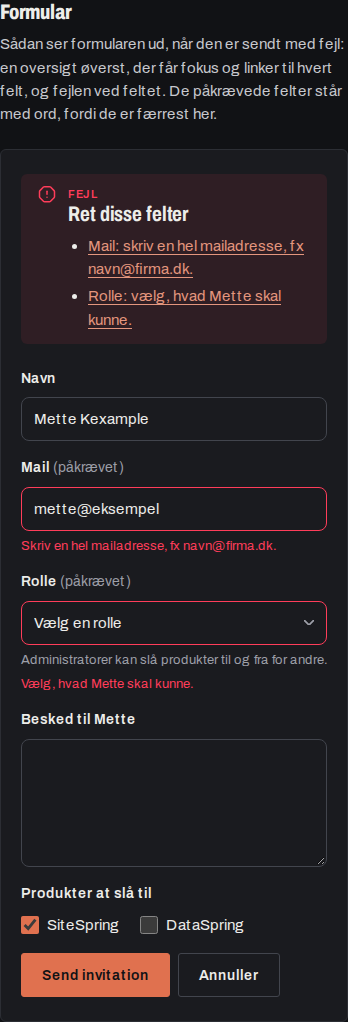 Formular
Sådan ser formularen ud, når den er sendt med fejl:
en oversigt øverst, der får fokus og linker til hvert
felt, og fejlen ved feltet. De påkrævede felter står
med ord, fordi de er færrest her.
FEJL
Ret disse felter
Mail: skriv en hel mailadresse, fx
navn@firma.dk.
Rolle: vælg, hvad Mette skal
kunne.
Navn
Mette Kexample
Mail (påkrævet)
mette@eksempel
Skriv en hel mailadresse, fx navn@firma.dk.
Rolle (påkrævet)
Vælg en rolle
Administratorer kan slå produkter til og fra for andre.
Vælg, hvad Mette skal kunne.
Besked til Mette
Produkter at slå til
SiteSpring DataSpring
Send invitation Annuller